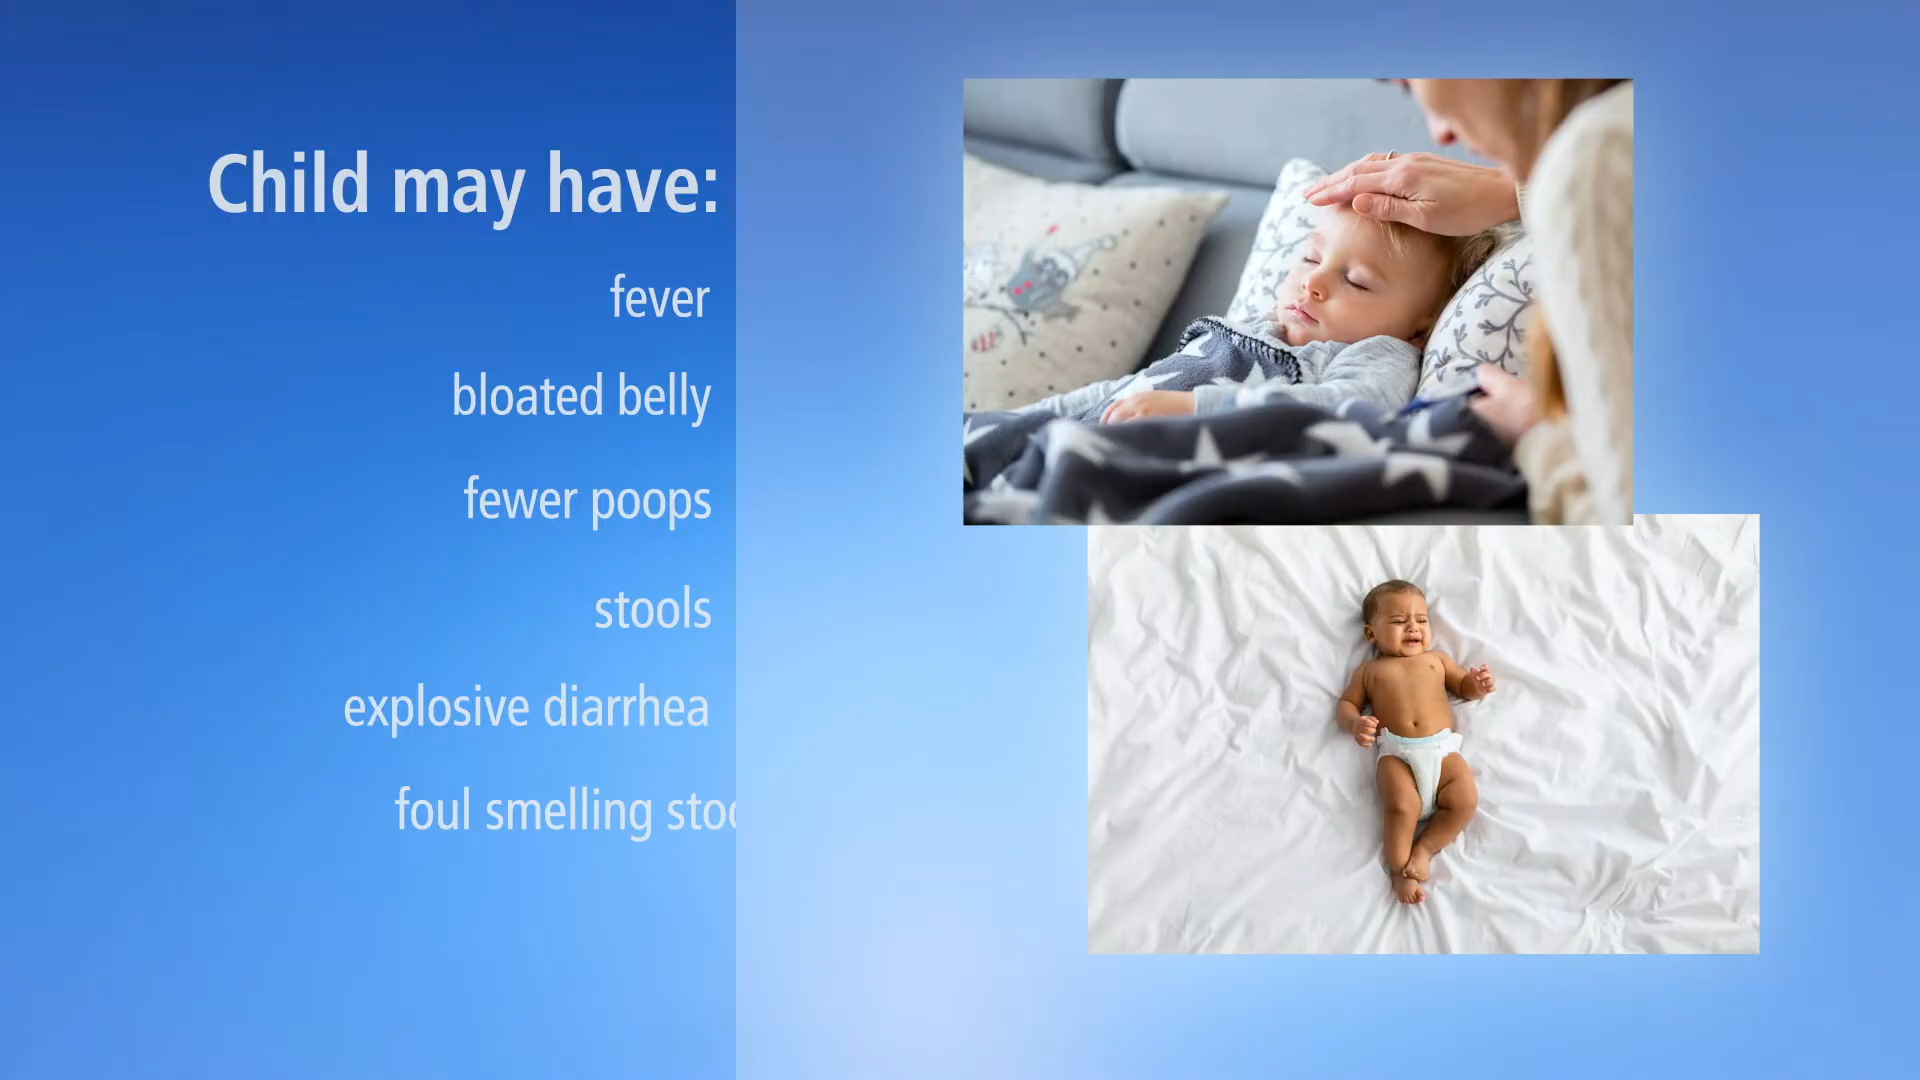 Child may have:
fever
bloated belly
fewer poops
stools
explosive diarrhea
foul smelling